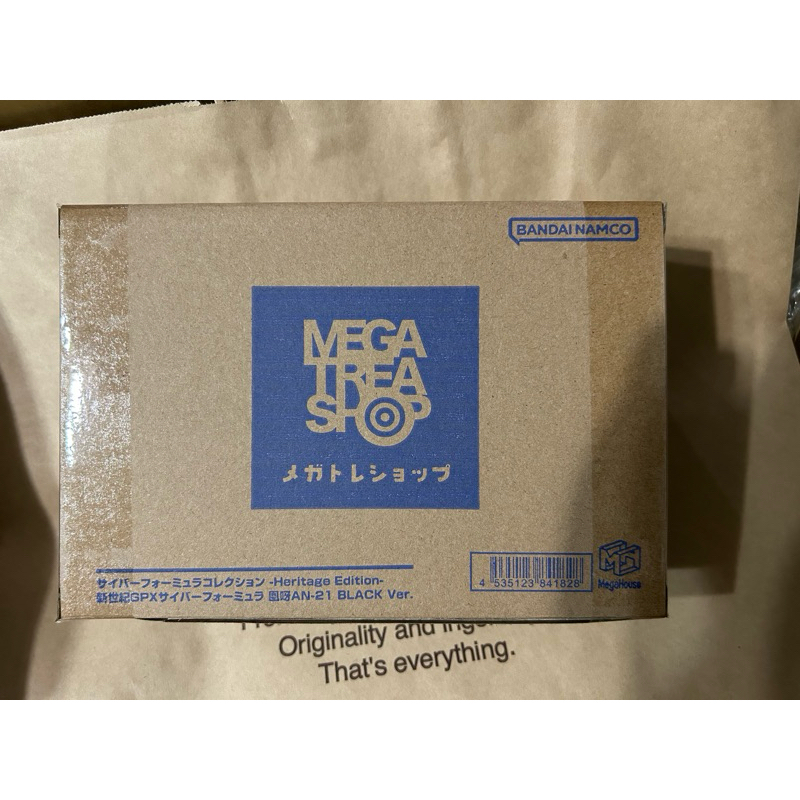 BANDAI NAMCO
MEGA
TREA
SHOP
メガトレショップ
サイバーフォーミュラコレクション -Heritage Edition-
新世紀GPXサイバーフォーミュラ 凰呀AN-21 BLACK Ver.
4 535123 841828
MegaHouse
Originality and
That's everything.